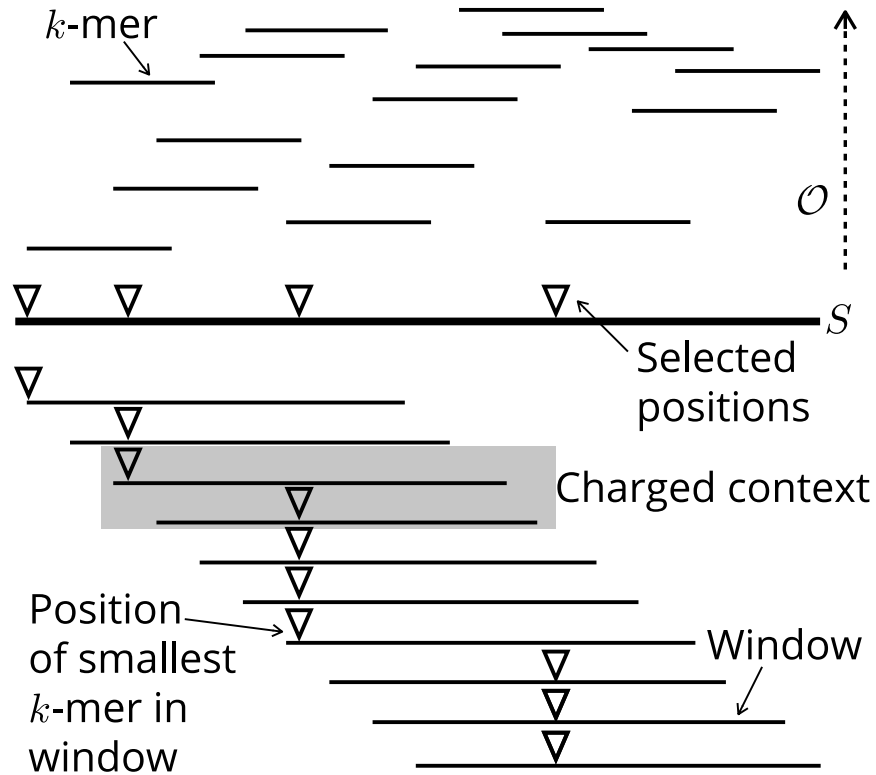 k-mer
𝒪
S
Selected
positions
Charged context
Position
of smallest
k-mer in
window
Window